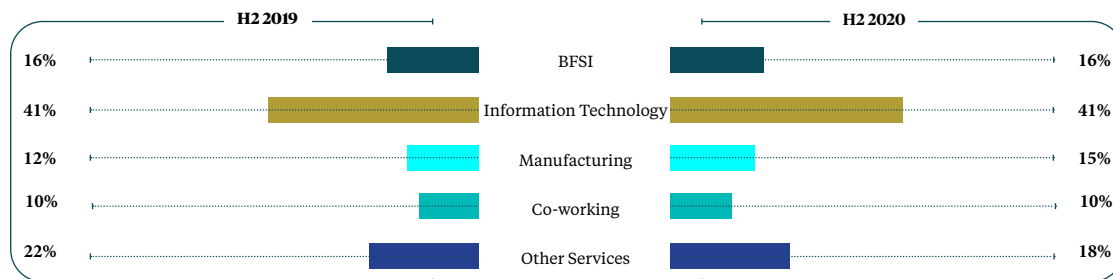 H2 2019 H2 2020
16% BFSI 16%
41% Information Technology 41%
12% Manufacturing 15%
10% Co-working 10%
22% Other Services 18%